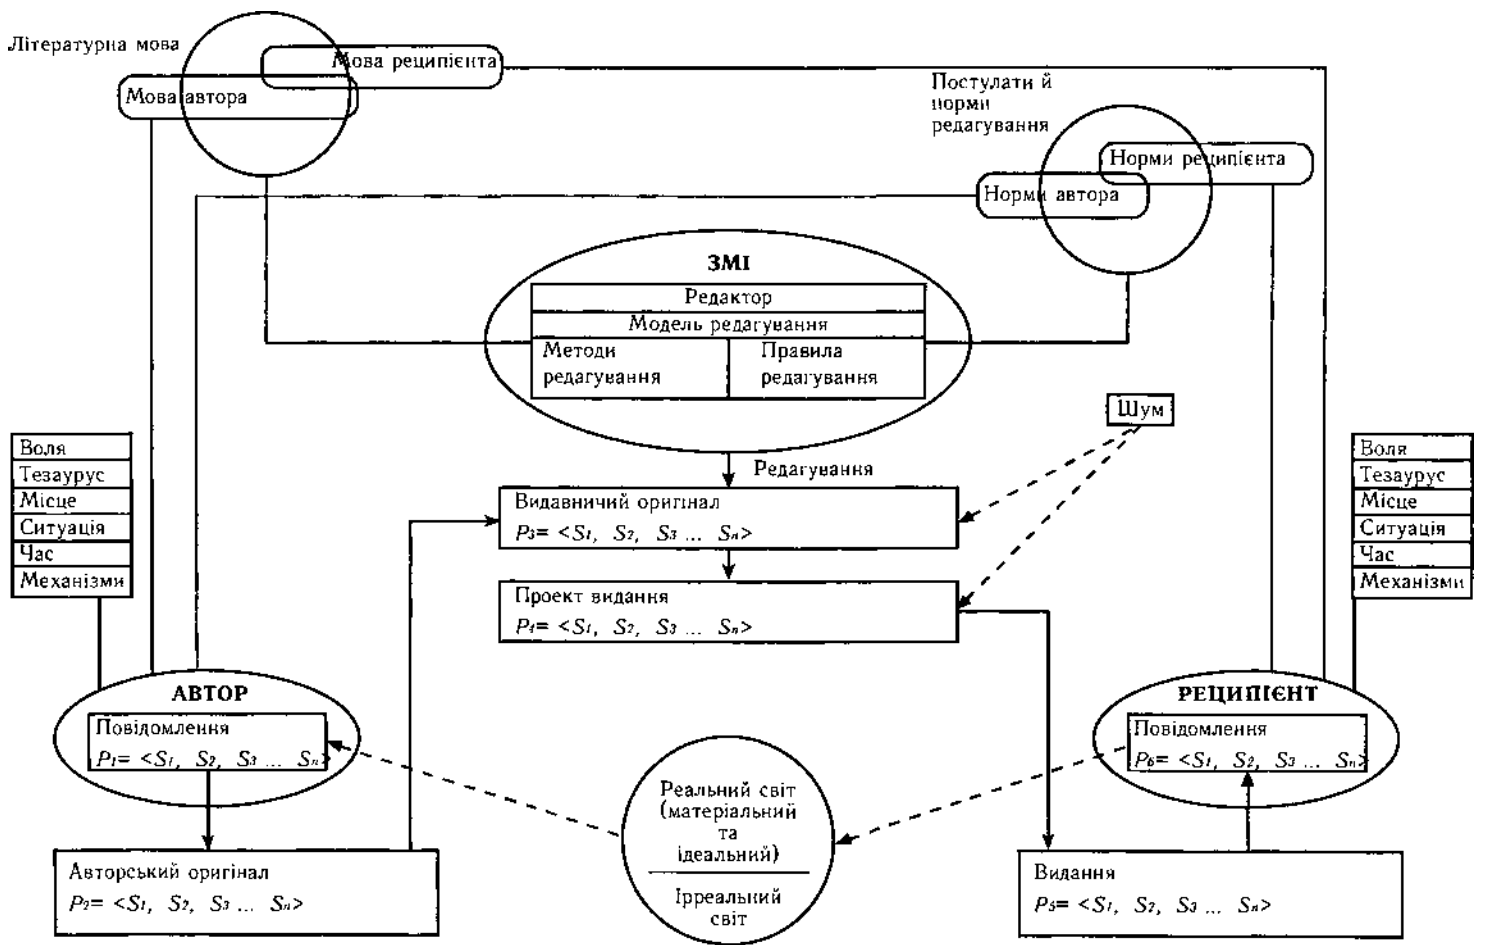 Літературна мова
Мова реципієнта
Мова автора
Постулати й
норми
редагування
Норми реципієнта
Норми автора
ЗМІ
Редактор
Модель редагування
Методи
редагування
Правила
редагування
Шум
Редагування
Воля
Тезаурус
Місце
Ситуація
Час
Механізми
Воля
Тезаурус
Місце
Ситуація
Час
Механізми
Видавничий оригінал
P3= <S1, S2, S3 ... Sn>
Проект видання
P4= <S1, S2, S3 ... Sn>
АВТОР
Повідомлення
P1= <S1, S2, S3 ... Sn>
РЕЦИПІЄНТ
Повідомлення
P6= <S1, S2, S3 ... Sn>
Реальний світ
(матеріальний
та
ідеальний)
Ірреальний
світ
Авторський оригінал
P2= <S1, S2, S3 ... Sn>
Видання
P5= <S1, S2, S3 ... Sn>